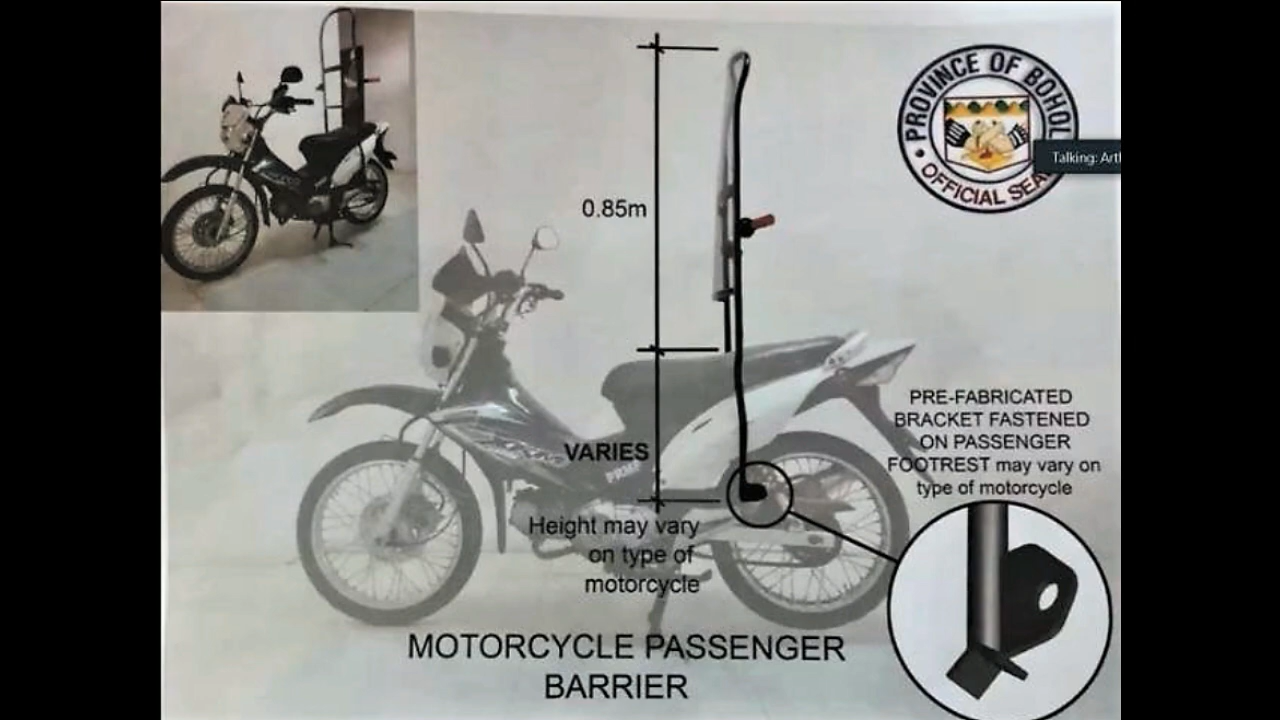 PROVINCE OF BOHOL
OFFICIAL SEA
Talking: Art
0.85m
VARIES
Height may vary
on type of
motorcycle
PRE-FABRICATED
BRACKET FASTENED
ON PASSENGER
FOOTREST may vary on
type of motorcycle
MOTORCYCLE PASSENGER
BARRIER